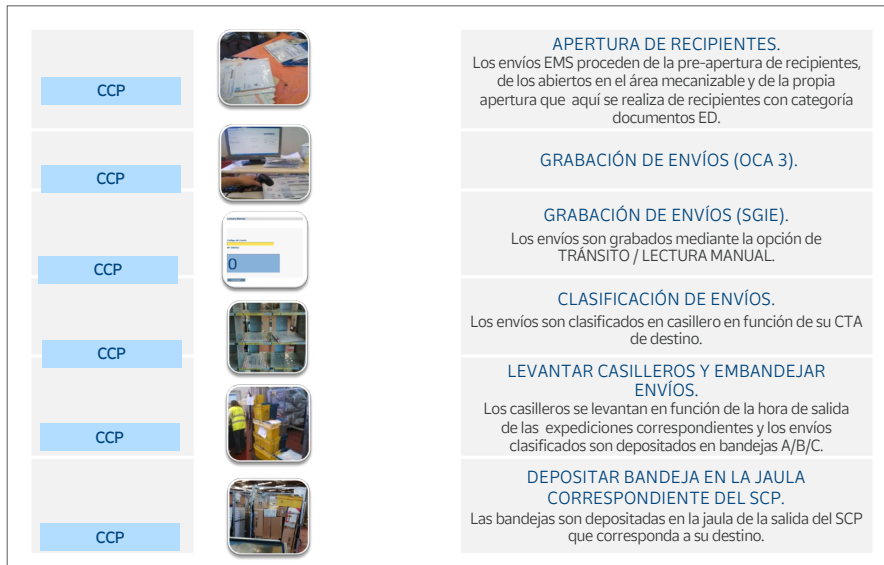 APERTURA DE RECIPIENTES.
CCP
Los envíos EMS proceden de la pre-apertura de recipientes,
de los abiertos en el área mecanizable y de la propia
apertura que aquí se realiza de recipientes con categoría
documentos ED.
CCP
GRABACIÓN DE ENVÍOS (OCA 3).
CCP
GRABACIÓN DE ENVÍOS (SGIE).
Los envíos son grabados mediante la opción de
TRÁNSITO / LECTURA MANUAL.
0
CCP
CLASIFICACIÓN DE ENVÍOS.
Los envíos son clasificados en casillero en función de su CTA
de destino.
CCP
LEVANTAR CASILLEROS Y EMBANDEJAR
ENVÍOS.
Los casilleros se levantan en función de la hora de salida
de las expediciones correspondientes y los envíos
clasificados son depositados en bandejas A/B/C.
CCP
DEPOSITAR BANDEJA EN LA JAULA
CORRESPONDIENTE DEL SCP.
Las bandejas son depositadas en la jaula de la salida del SCP
que corresponda a su destino.